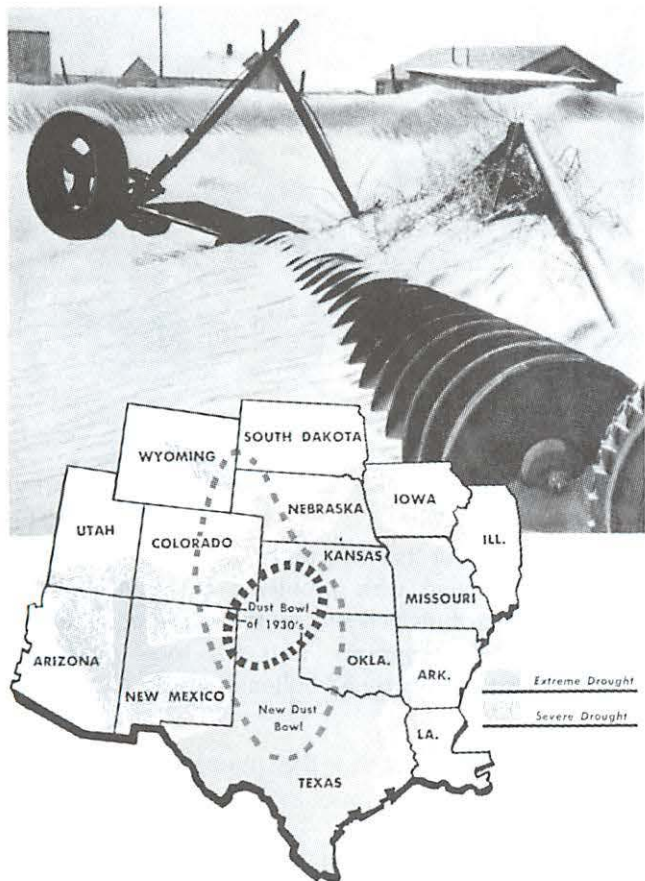 SOUTH DAKOTA
WYOMING
NEBRASKA
IOWA
UTAH
COLORADO
ILL.
KANSAS
MISSOURI
Dust Bowl
of 1930's
ARIZONA
OKLA.
ARK.
NEW MEXICO
Extreme Drought
New Dust
Bowl
Severe Drought
LA.
TEXAS